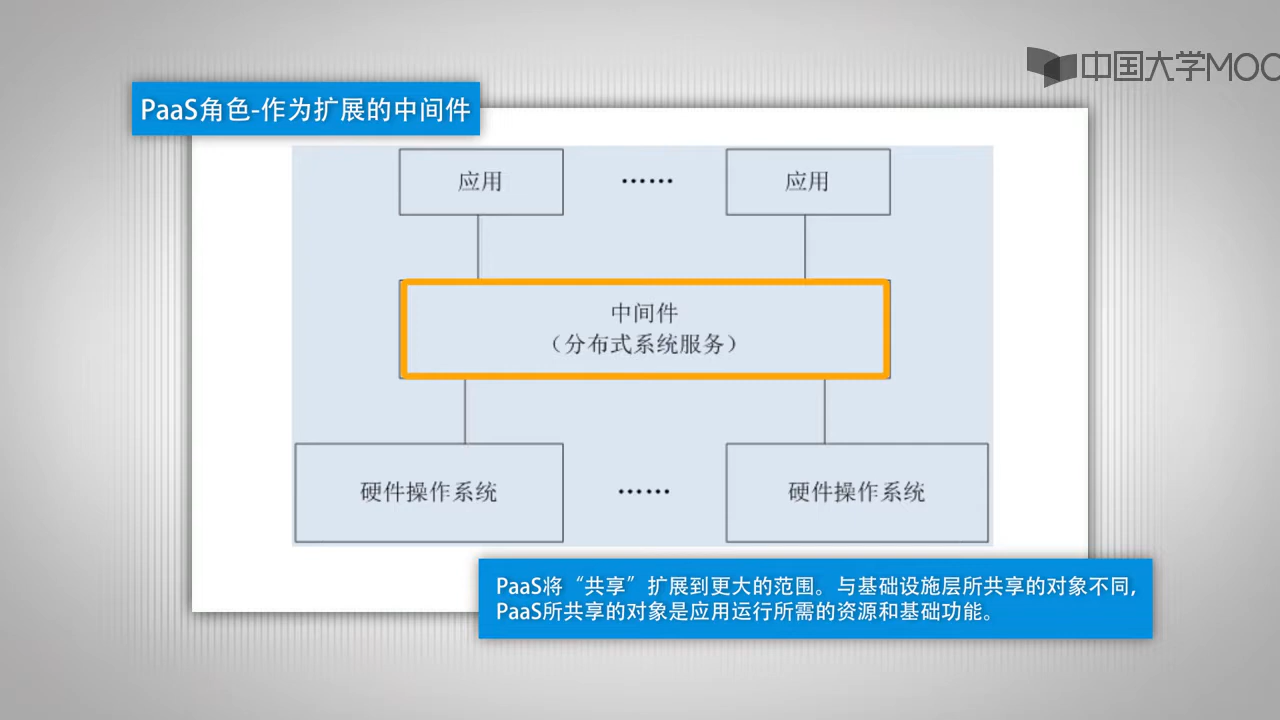 中国大学MOOC
PaaS角色-作为扩展的中间件
应用
……
应用
中间件
（分布式系统服务）
硬件操作系统
……
硬件操作系统
PaaS将“共享”扩展到更大的范围。与基础设施层所共享的对象不同,
PaaS所共享的对象是应用运行所需的资源和基础功能。